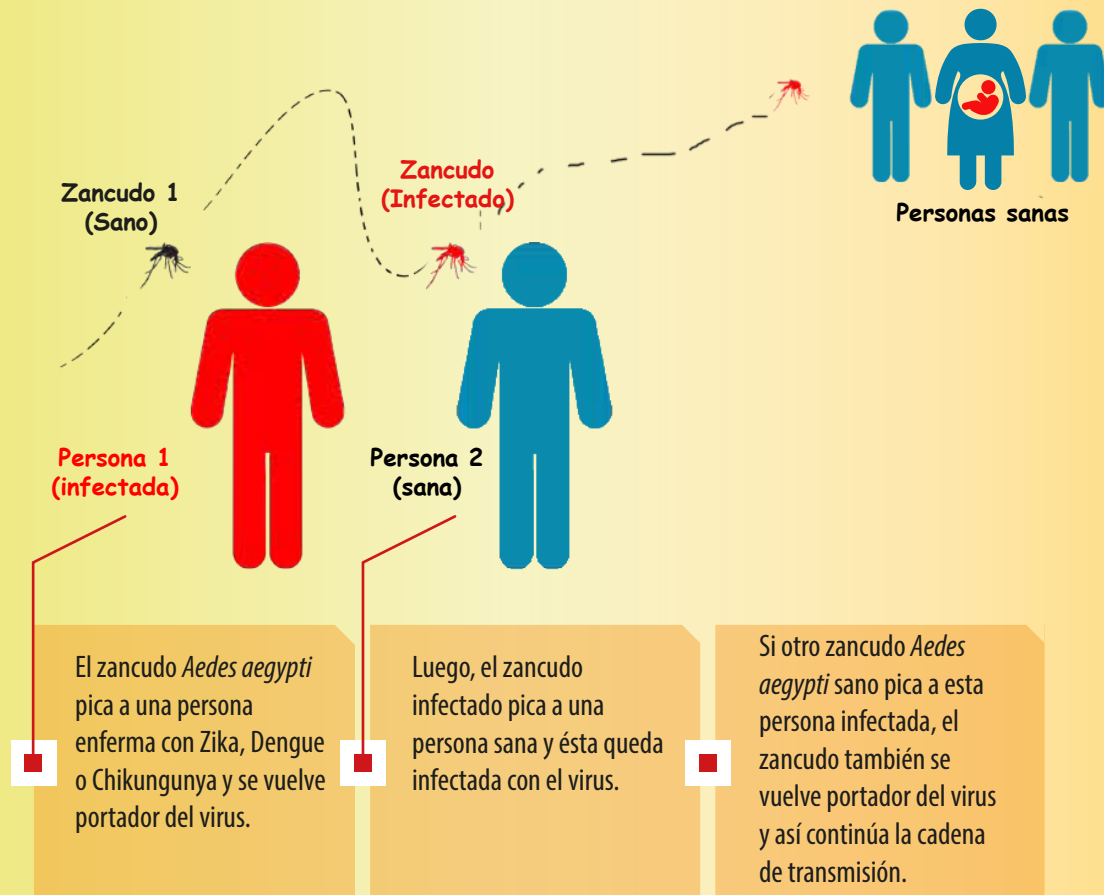 Zancudo 1
(Sano)
Zancudo
(Infectado)
Personas sanas
Persona 1
(infectada)
Persona 2
(sana)
El zancudo Aedes aegypti
pica a una persona
enferma con Zika, Dengue
o Chikungunya y se vuelve
portador del virus.
Luego, el zancudo
infectado pica a una
persona sana y ésta queda
infectada con el virus.
Si otro zancudo Aedes
aegypti sano pica a esta
persona infectada, el
zancudo también se
vuelve portador del virus
y así continúa la cadena
de transmisión.